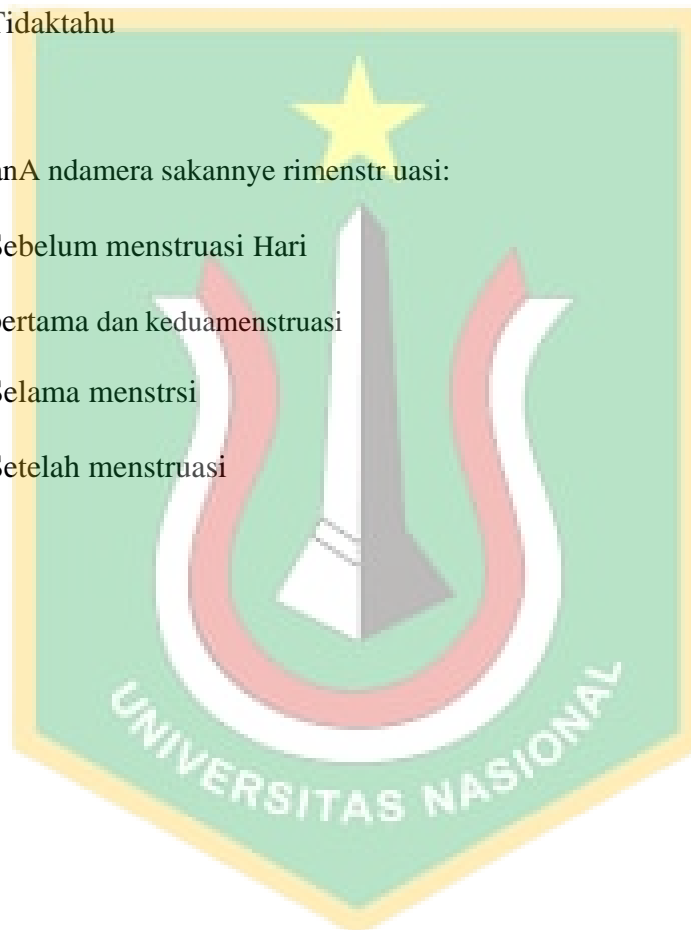 Tidaktahu
anA ndamera sakannye rimenstr uasi:
Sebelum menstruasi Hari
pertama dan keduamenstruasi
Selama menstrsi
Setelah menstruasi
UNIVERSITAS NASIONAL